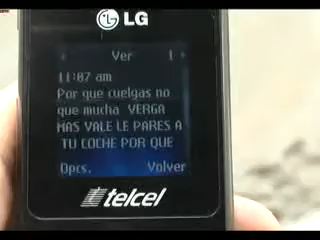 LG
Ver 1
11:07 am
Por que cuelgas no
que mucha VERGA
MAS VALE LE PARES A
TU COCHE POR QUE
Opcs. Volver
telcel